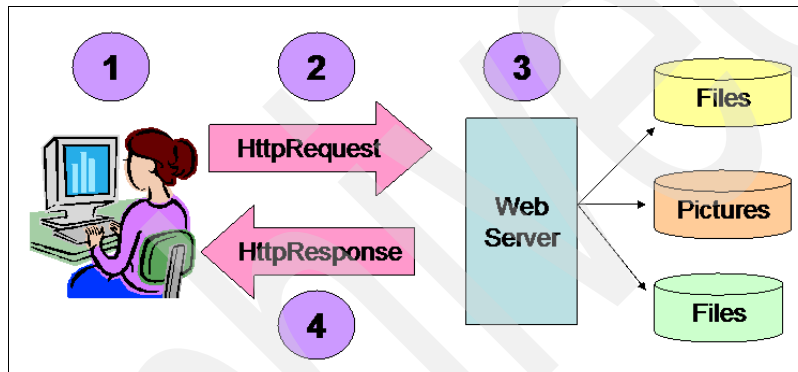 1
2
3
Files
HttpRequest
Pictures
Web
Server
HttpResponse
Files
4